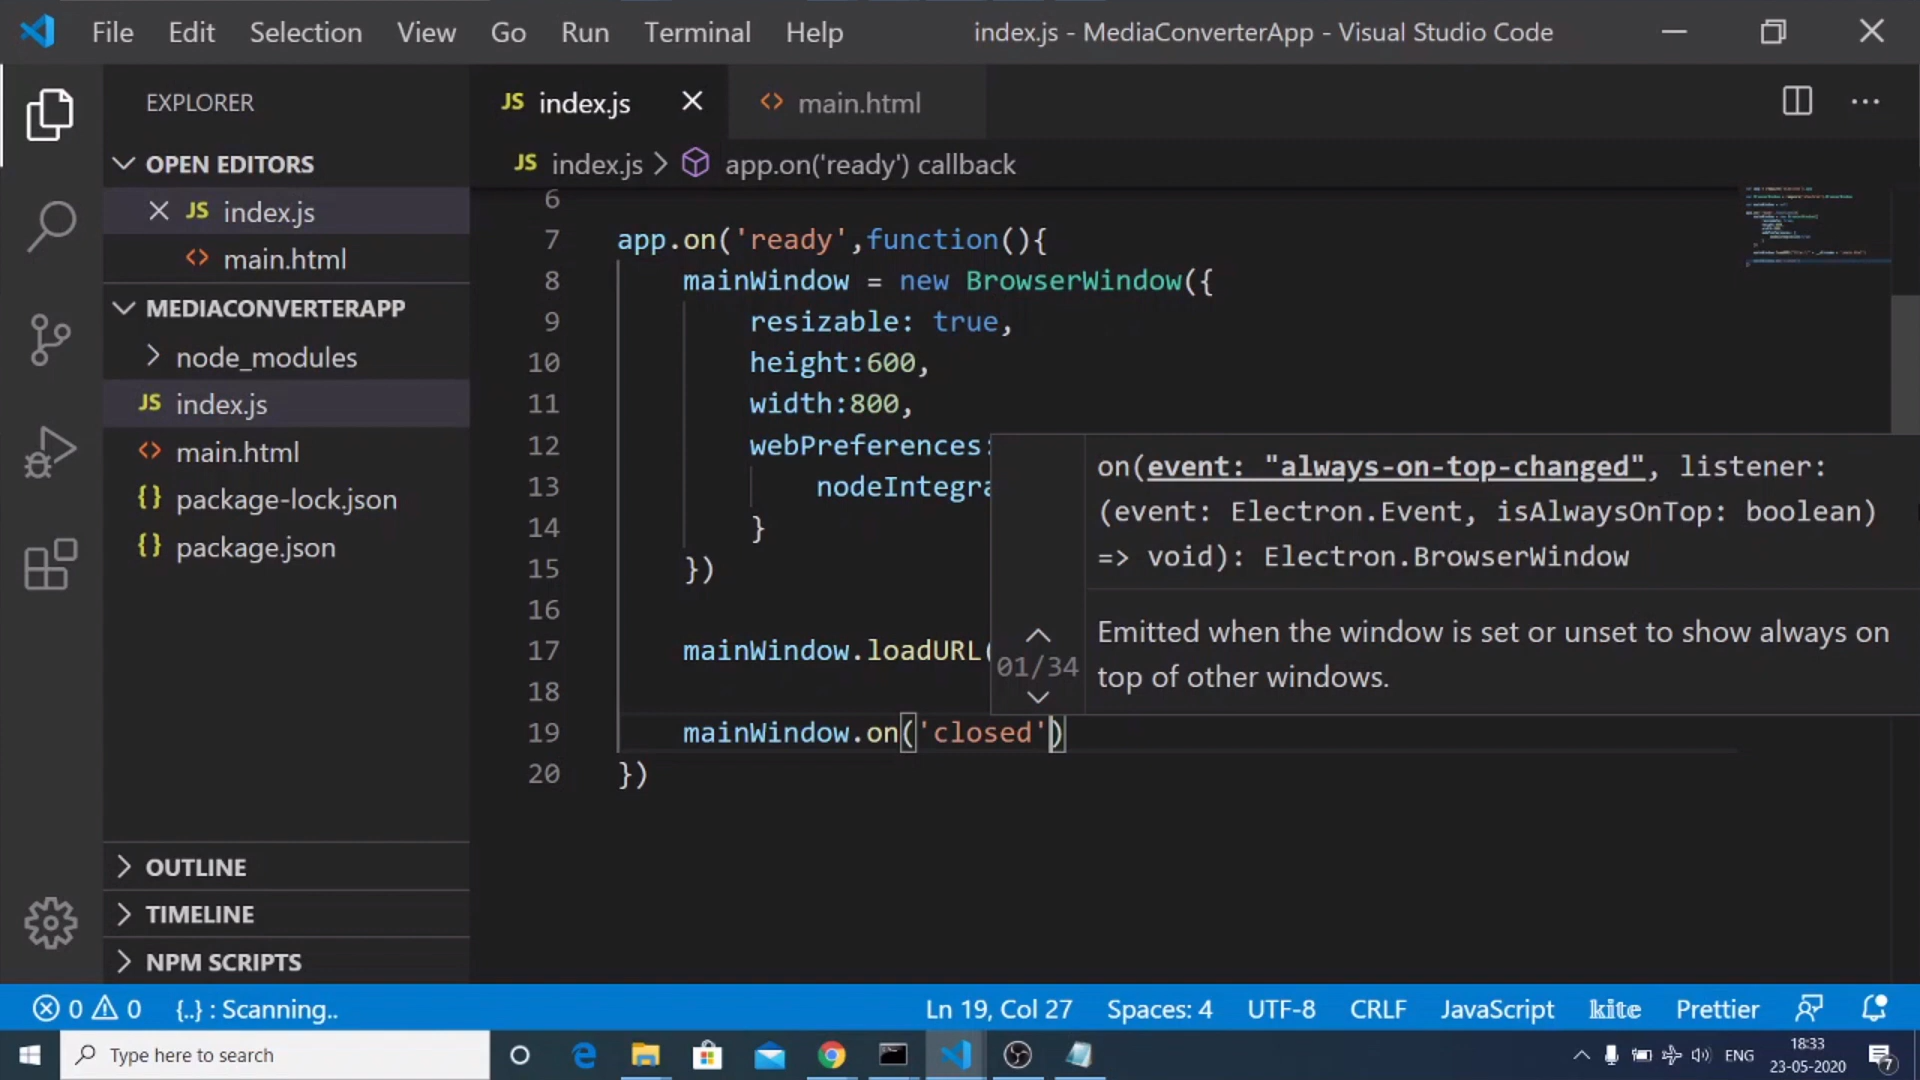 File Edit Selection View Go Run Terminal Help index.js - MediaConverterApp - Visual Studio Code
EXPLORER
OPEN EDITORS
JS index.js
<> main.html
MEDIACONVERTERAPP
node_modules
JS index.js
<> main.html
{} package-lock.json
{} package.json
OUTLINE
TIMELINE
NPM SCRIPTS
JS index.js
<> main.html
JS index.js > app.on('ready') callback
6
7 app.on('ready',function(){
8 mainWindow = new BrowserWindow({
9 resizable: true,
10 height:600,
11 width:800,
12 webPreferences:
13 nodeIntegra
14 }
15 })
16
17 mainWindow.loadURL(
18
19 mainWindow.on('closed')
20 })
on(event: "always-on-top-changed", listener:
(event: Electron.Event, isAlwaysOnTop: boolean)
=> void): Electron.BrowserWindow
01/34
Emitted when the window is set or unset to show always on
top of other windows.
0 0 {..} : Scanning.. Ln 19, Col 27 Spaces: 4 UTF-8 CRLF JavaScript kite Prettier
Type here to search
ENG
18:33
23-05-2020
7